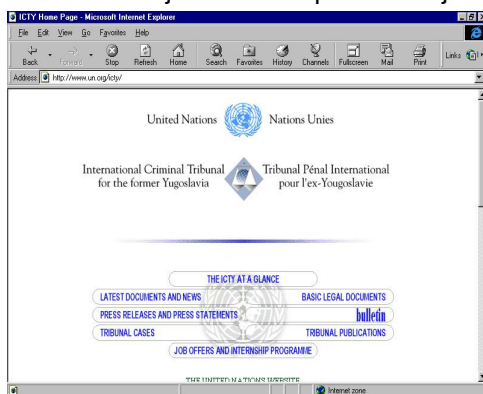 ICTY Home Page - Microsoft Internet Explorer
File Edit View Go Favorites Help
Back Forward Stop Refresh Home Search Favorites History Channels Fullscreen Mail Print Links
Address http://www.un.org/icty/
United Nations Nations Unies
International Criminal Tribunal Tribunal Pénal International
for the former Yugoslavia pour l'ex-Yougoslavie
THE ICTY AT A GLANCE
LATEST DOCUMENTS AND NEWS BASIC LEGAL DOCUMENTS
PRESS RELEASES AND PRESS STATEMENTS bulletin
TRIBUNAL CASES TRIBUNAL PUBLICATIONS
JOB OFFERS AND INTERNSHIP PROGRAMME
THE UNITED NATIONS WEBSITE
Internet zone